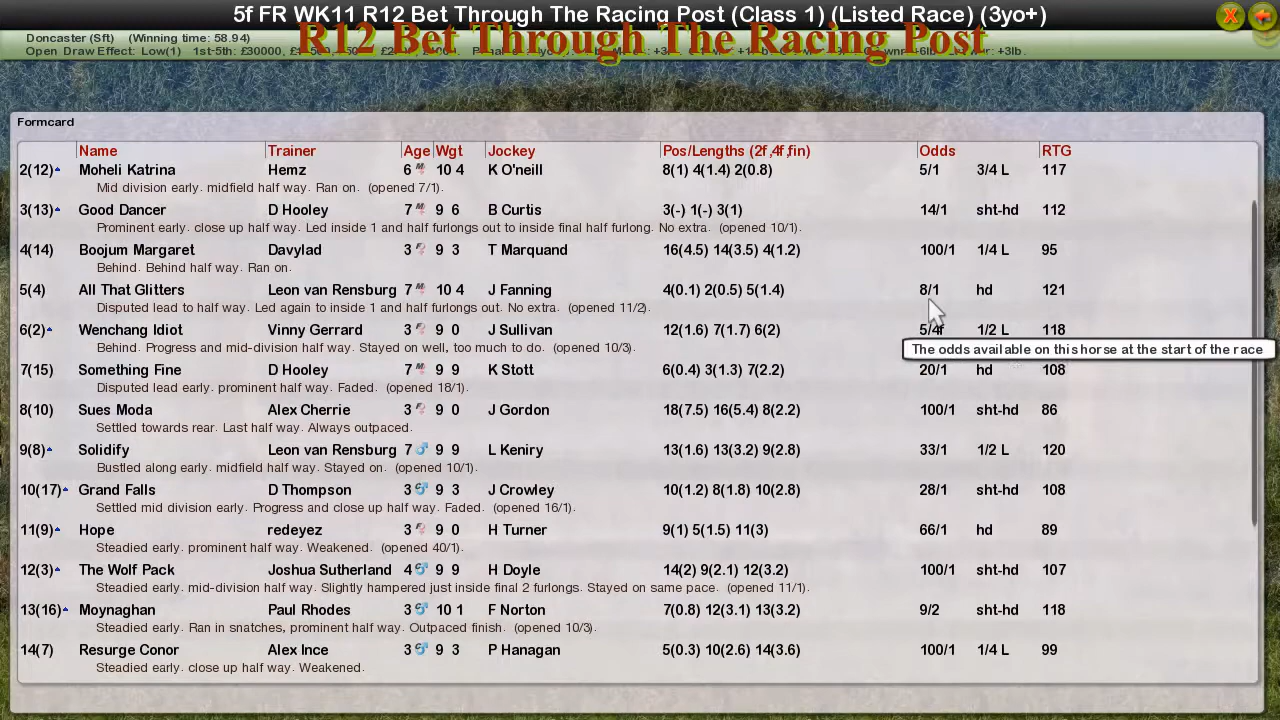 5f FR WK11 R12 Bet Through The Racing Post (Class 1) (Listed Race) (3yo+)
R12 Bet Through The Racing Post
Doncaster (Sft) (Winning time: 58.94)
Open Draw Effect: Low(1) 1st-5th: £30000,
Formcard
Name Trainer Age Wgt Jockey Pos/Lengths (2f,4f,fin) Odds RTG
2(12) Moheli Katrina Hemz 6 10 4 K O'neill 8(1) 4(1.4) 2(0.8) 5/1 3/4 L 117
Mid division early. midfield half way. Ran on. (opened 7/1).
3(13) Good Dancer D Hooley 7 9 6 B Curtis 3(-) 1(-) 3(1) 14/1 sht-hd 112
Prominent early. close up half way. Led inside 1 and half furlongs out to inside final half furlong. No extra. (opened 10/1).
4(14) Boojum Margaret Davylad 3 9 3 T Marquand 16(4.5) 14(3.5) 4(1.2) 100/1 1/4 L 95
Behind. Behind half way. Ran on.
5(4) All That Glitters Leon van Rensburg 7 10 4 J Fanning 4(0.1) 2(0.5) 5(1.4) 8/1 hd 121
Disputed lead to half way. Led again to inside 1 and half furlongs out. No extra. (opened 11/2).
6(2) Wenchang Idiot Vinny Gerrard 3 9 0 J Sullivan 12(1.6) 7(1.7) 6(2) 5/4f 1/2 L 118
Behind. Progress and mid-division half way. Stayed on well, too much to do. (opened 10/3).
The odds available on this horse at the start of the race
7(15) Something Fine D Hooley 7 9 9 K Stott 6(0.4) 3(1.3) 7(2.2) 20/1 hd 108
Disputed lead early. prominent half way. Faded. (opened 18/1).
8(10) Sues Moda Alex Cherrie 3 9 0 J Gordon 18(7.5) 16(5.4) 8(2.2) 100/1 sht-hd 86
Settled towards rear. Last half way. Always outpaced.
9(8) Solidify Leon van Rensburg 7 9 9 L Keniry 13(1.6) 13(3.2) 9(2.8) 33/1 1/2 L 120
Bustled along early. midfield half way. Stayed on. (opened 10/1).
10(17) Grand Falls D Thompson 3 9 3 J Crowley 10(1.2) 8(1.8) 10(2.8) 28/1 sht-hd 108
Settled mid division early. Progress and close up half way. Faded. (opened 16/1).
11(9) Hope redeyez 3 9 0 H Turner 9(1) 5(1.5) 11(3) 66/1 hd 89
Steadied early. prominent half way. Weakened. (opened 40/1).
12(3) The Wolf Pack Joshua Sutherland 4 9 9 H Doyle 14(2) 9(2.1) 12(3.2) 100/1 sht-hd 107
Steadied early. mid-division half way. Slightly hampered just inside final 2 furlongs. Stayed on same pace. (opened 11/1).
13(16) Moynaghan Paul Rhodes 3 10 1 F Norton 7(0.8) 12(3.1) 13(3.2) 9/2 sht-hd 118
Steadied early. Ran in snatches, prominent half way. Outpaced finish. (opened 10/3).
14(7) Resurge Conor Alex Ince 3 9 3 P Hanagan 5(0.3) 10(2.6) 14(3.6) 100/1 1/4 L 99
Steadied early. close up half way. Weakened.